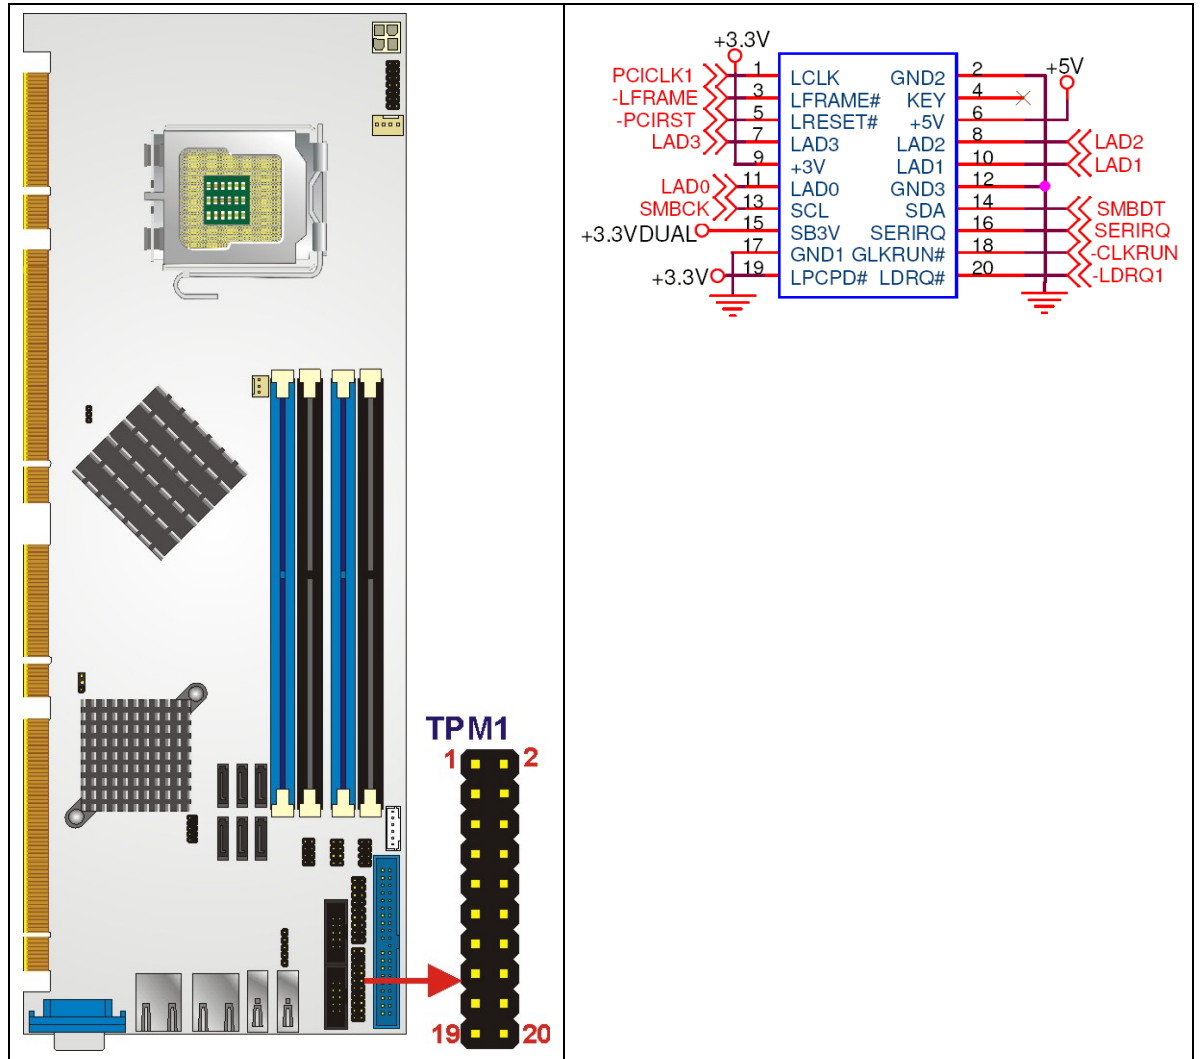 TPM1
1 2
19 20
+3.3V
+5V
PCICLK1 1 LCLK GND2 2
-LFRAME 3 LFRAME# KEY 4
-PCIRST 5 LRESET# +5V 6
LAD3 7 LAD3 LAD2 8 LAD2
9 +3V LAD1 10 LAD1
LAD0 11 LAD0 GND3 12
SMBCK 13 SCL SDA 14 SMBDT
+3.3VDUAL 15 SB3V SERIRQ 16 SERIRQ
17 GND1 GLKRUN# 18 -CLKRUN
+3.3V 19 LPCPD# LDRQ# 20 -LDRQ1